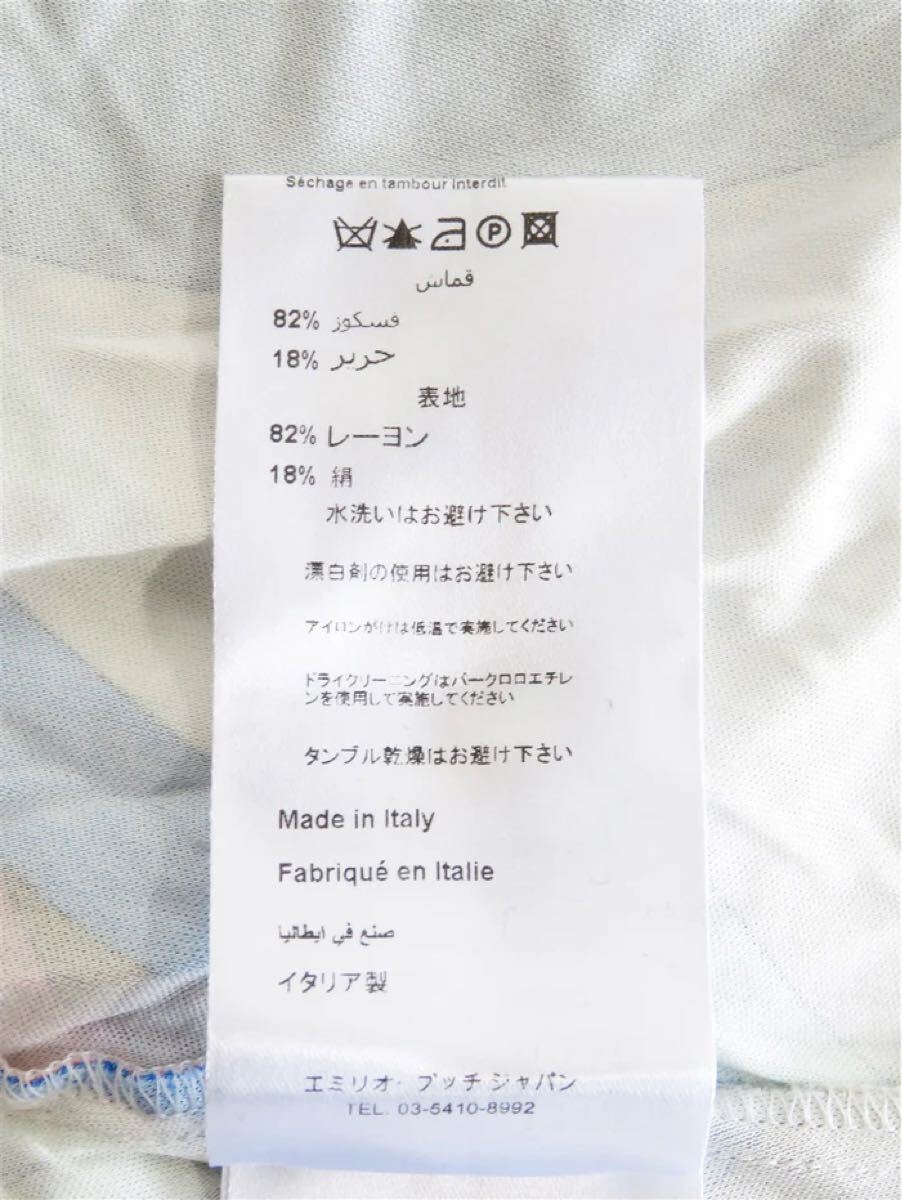 Séchage en tambour Interdit
P
قماش
82% فسكوز
18% حرير
表地
82% レーヨン
18% 絹
水洗いはお避け下さい
漂白剤の使用はお避け下さい
アイロンがけは低温で実施してください
ドライクリーニングはパークロロエチレ
ンを使用して実施してください
タンブル乾燥はお避け下さい
Made in Italy
Fabriqué en Italie
صنع في ايطاليا
イタリア製
エミリオ・プッチ ジャパン
TEL. 03-5410-8992